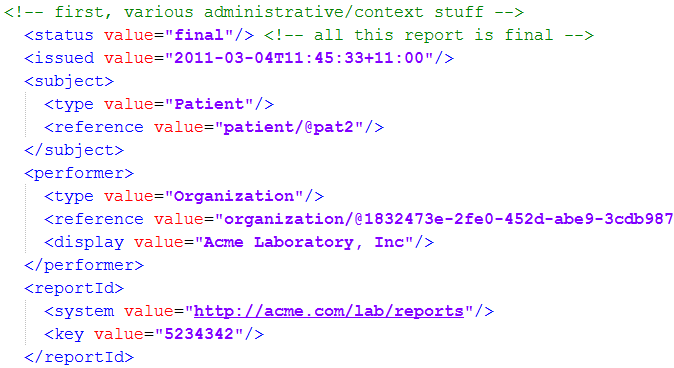 <!-- first, various administrative/context stuff -->
<status value="final"/> <!-- all this report is final -->
<issued value="2011-03-04T11:45:33+11:00"/>
<subject>
<type value="Patient"/>
<reference value="patient/@pat2"/>
</subject>
<performer>
<type value="Organization"/>
<reference value="organization/@1832473e-2fe0-452d-abe9-3cdb987
<display value="Acme Laboratory, Inc"/>
</performer>
<reportId>
<system value="http://acme.com/lab/reports"/>
<key value="5234342"/>
</reportId>